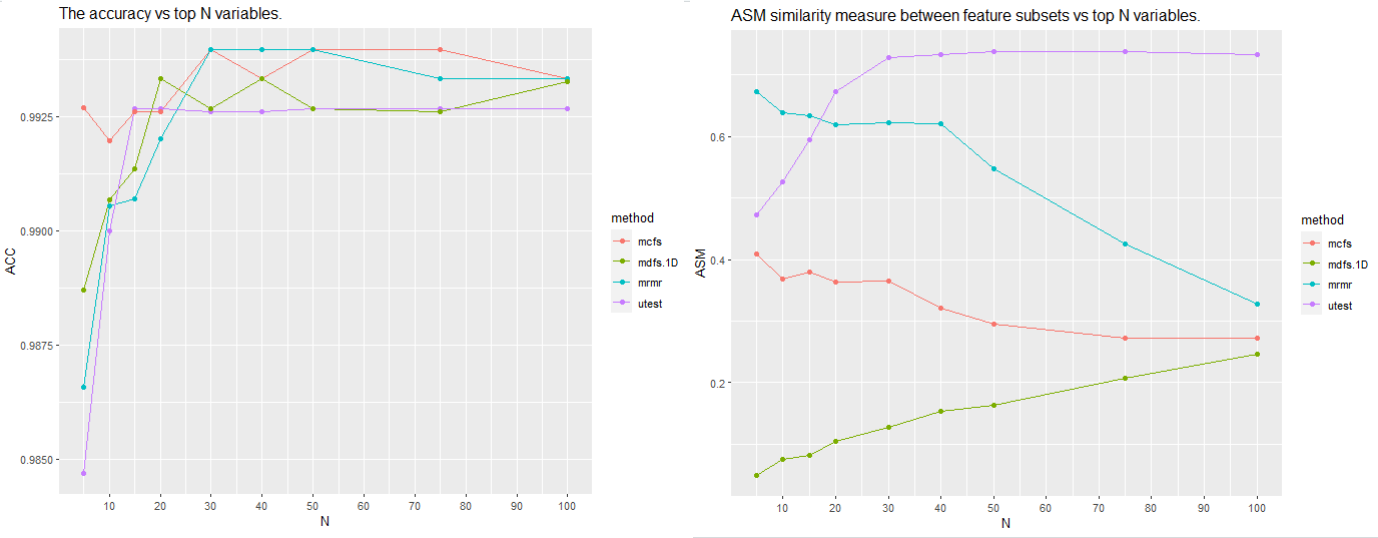 The accuracy vs top N variables.
ACC
0.9925
0.9900
0.9875
0.9850
10 20 30 40 50 60 70 80 90 100
N
method
mcfs
mdfs.1D
mrmr
utest
ASM similarity measure between feature subsets vs top N variables.
ASM
0.6
0.4
0.2
10 20 30 40 50 60 70 80 90 100
N
method
mcfs
mdfs.1D
mrmr
utest